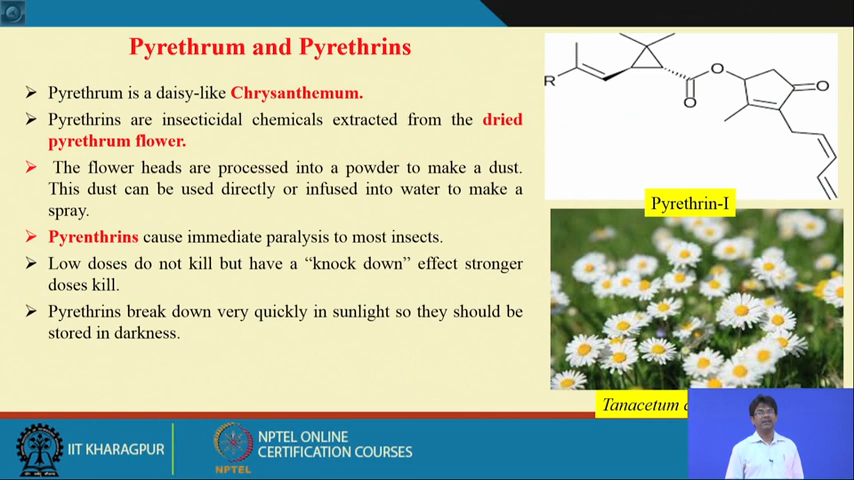 Pyrethrum and Pyrethrins
Pyrethrum is a daisy-like Chrysanthemum.
Pyrethrins are insecticidal chemicals extracted from the dried
pyrethrum flower.
The flower heads are processed into a powder to make a dust.
This dust can be used directly or infused into water to make a
spray.
Pyrenthrins cause immediate paralysis to most insects.
Low doses do not kill but have a “knock down” effect stronger
doses kill.
Pyrethrins break down very quickly in sunlight so they should be
stored in darkness.
R
O
O
O
Pyrethrin-I
Tanacetum
IIT KHARAGPUR
NPTEL
NPTEL ONLINE
CERTIFICATION COURSES